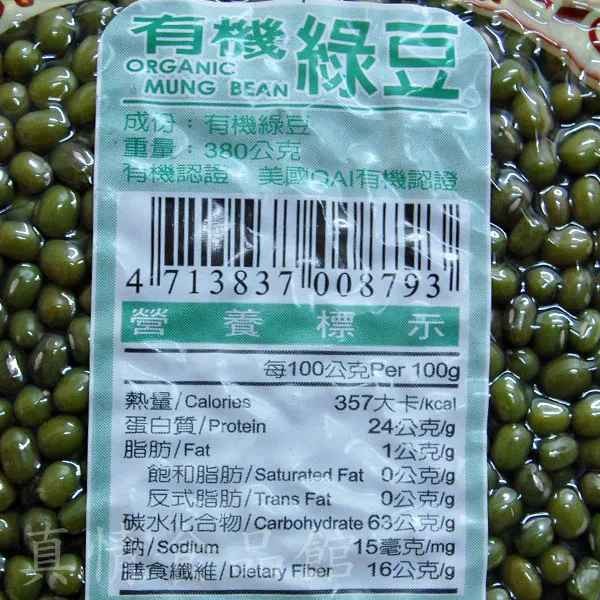 有機綠豆
ORGANIC
MUNG BEAN
成份：有機綠豆
重量：380公克
有機認證 美國QAI有機認證
4 713837 008793
營養標示
每100公克Per 100g
熱量/Calories 357大卡/kcal
蛋白質/Protein 24公克/g
脂肪/Fat 1公克/g
飽和脂肪/Saturated Fat 0公克/g
反式脂肪/Trans Fat 0公克/g
碳水化合物/Carbohydrate 63公克/g
鈉/Sodium 15毫克/mg
膳食纖維/Dietary Fiber 16公克/g